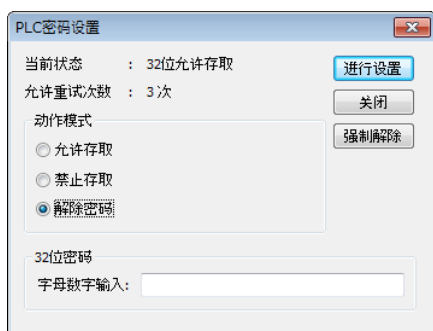 PLC密码设置
当前状态 : 32位允许存取
进行设置
允许重试次数 : 3次
关闭
动作模式
强制解除
允许存取
禁止存取
解除密码
32位密码
字母数字输入: